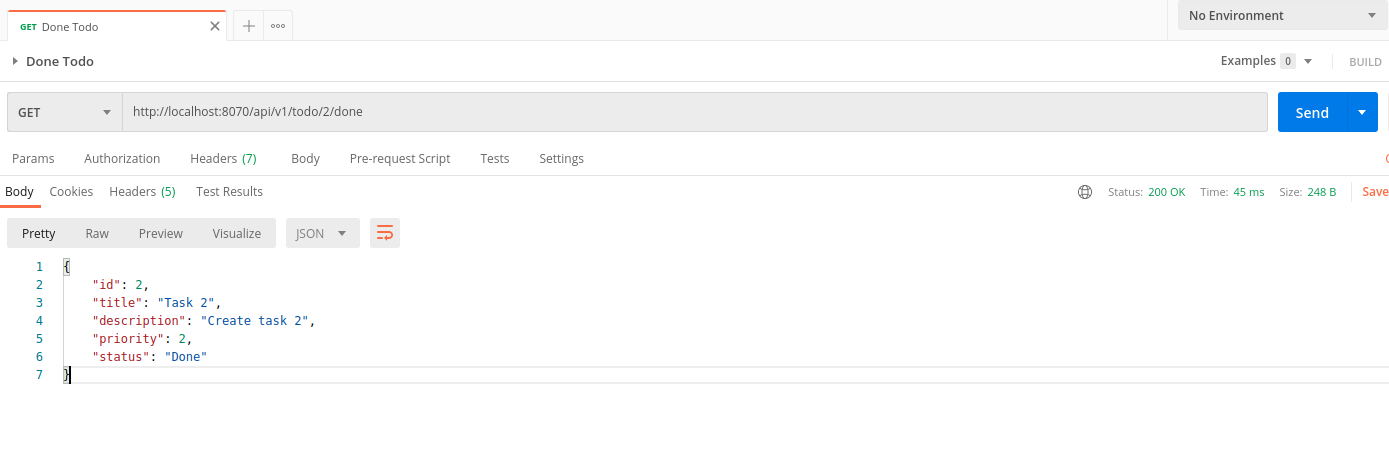 GET Done Todo
No Environment
Done Todo
Examples 0 BUILD
GET http://localhost:8070/api/v1/todo/2/done Send
Params Authorization Headers (7) Body Pre-request Script Tests Settings
Body Cookies Headers (5) Test Results Status: 200 OK Time: 45 ms Size: 248 B Save
Pretty Raw Preview Visualize JSON
1 {
2 "id": 2,
3 "title": "Task 2",
4 "description": "Create task 2",
5 "priority": 2,
6 "status": "Done"
7 }